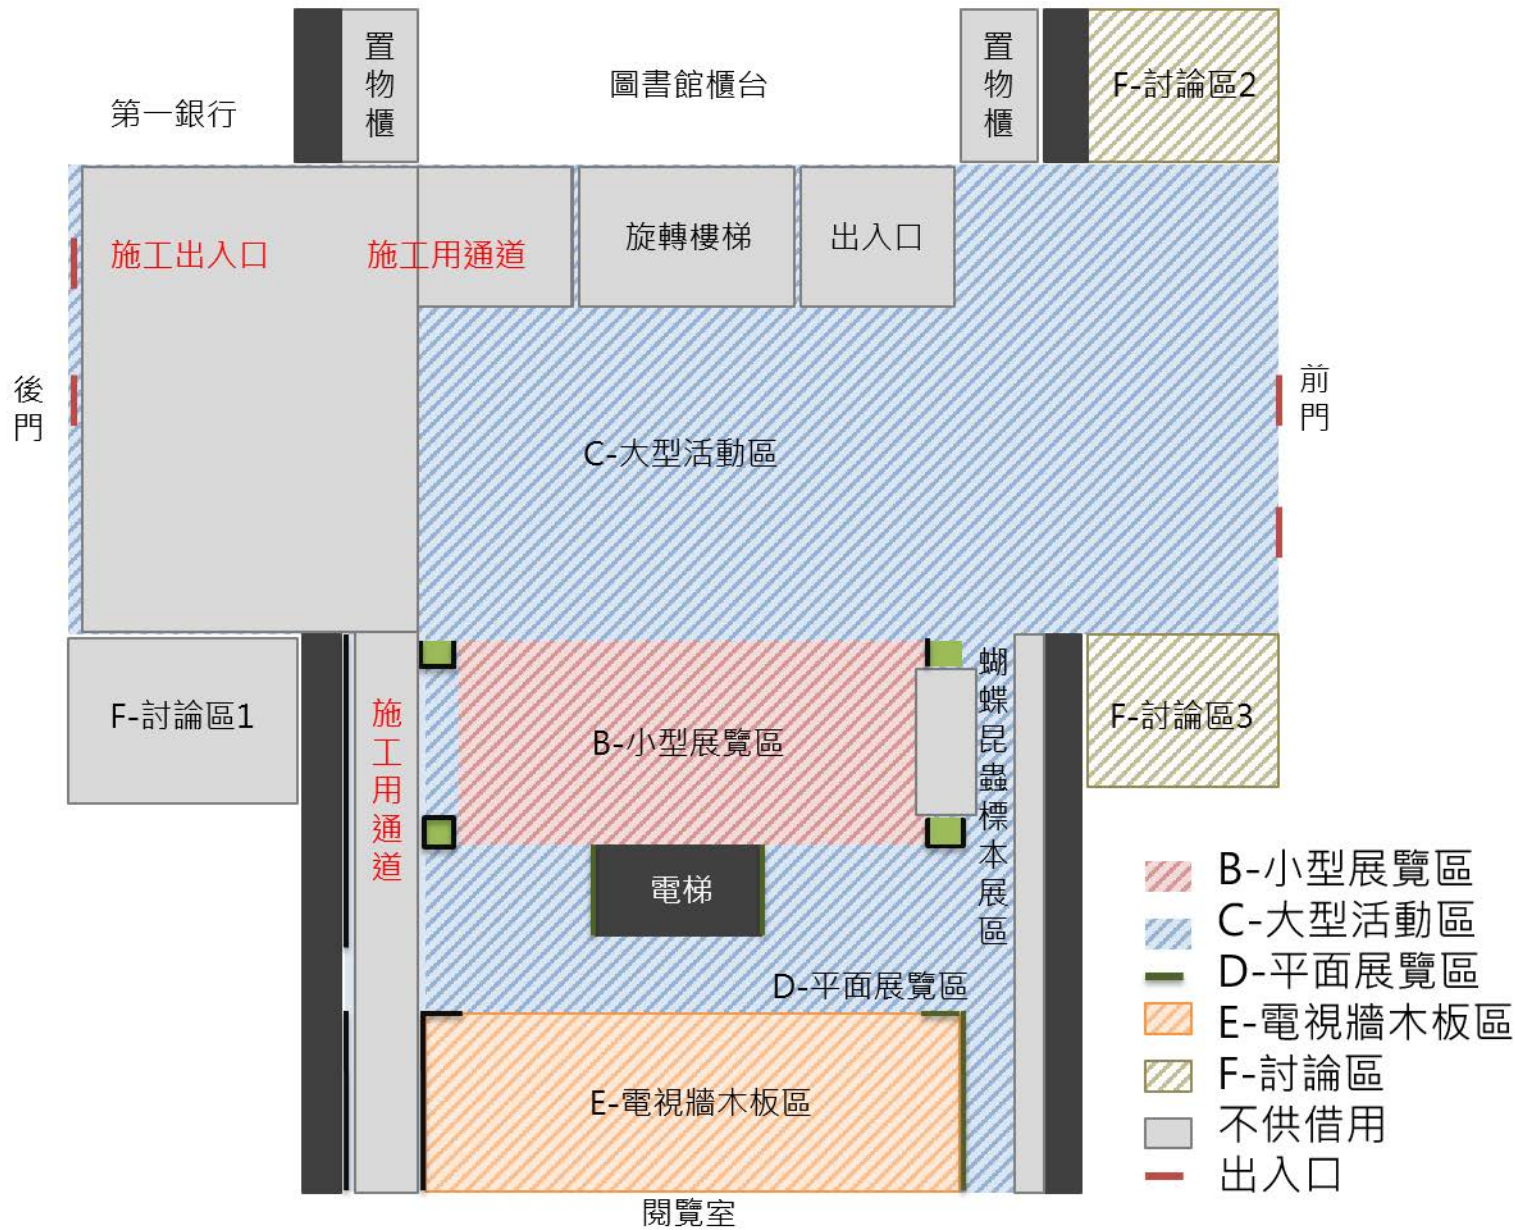 置物櫃
圖書館櫃台
置物櫃
F-討論區2
第一銀行
施工出入口
施工用通道
旋轉樓梯
出入口
後門
前門
C-大型活動區
F-討論區1
施工用通道
B-小型展覽區
蝴蝶昆蟲標本展區
F-討論區3
電梯
D-平面展覽區
E-電視牆木板區
閱覽室
B-小型展覽區
C-大型活動區
D-平面展覽區
E-電視牆木板區
F-討論區
不供借用
出入口